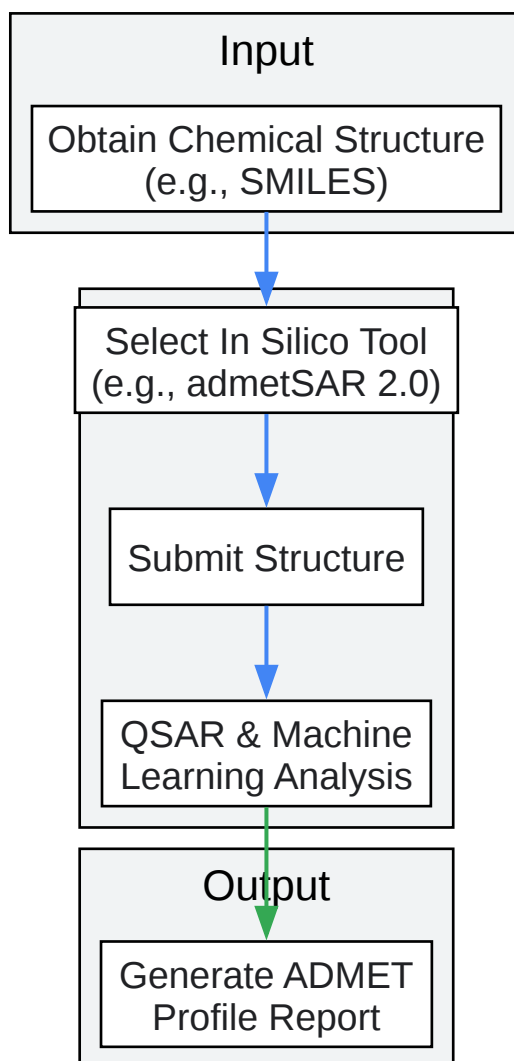 Input
Obtain Chemical Structure
(e.g., SMILES)
Select In Silico Tool
(e.g., admetSAR 2.0)
Submit Structure
QSAR & Machine
Learning Analysis
Output
Generate ADMET
Profile Report